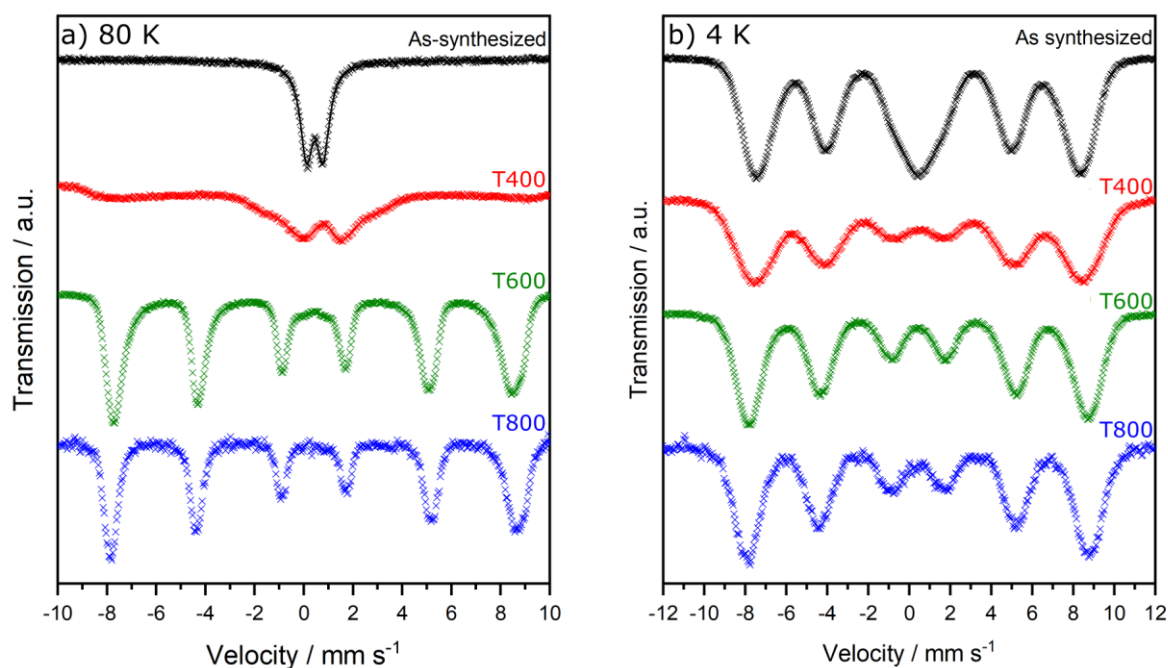 a) 80 K
As-synthesized
T400
T600
T800
-10 -8 -6 -4 -2 0 2 4 6 8 10
Velocity / mm s⁻¹
Transmission / a.u.
b) 4 K
As synthesized
T400
T600
T800
-12 -10 -8 -6 -4 -2 0 2 4 6 8 10 12
Velocity / mm s⁻¹
Transmission / a.u.